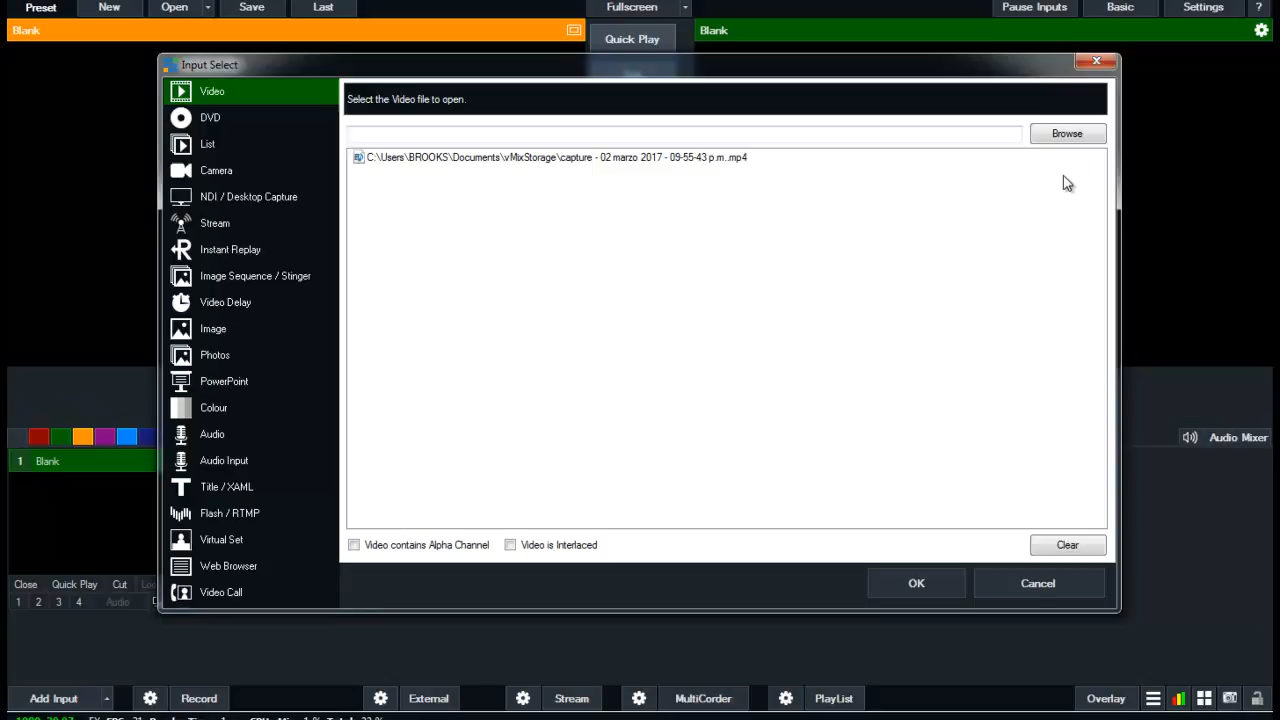 Preset New Open Save Last Fullscreen Pause Inputs Basic Settings ?
Blank Quick Play Blank
Input Select
Video
Select the Video file to open.
DVD
Browse
List
C:\Users\BROOKS\Documents\vMixStorage\capture - 02 marzo 2017 - 09-55-43 p.m..mp4
Camera
NDI / Desktop Capture
Stream
Instant Replay
Image Sequence / Stinger
Video Delay
Image
Photos
PowerPoint
Colour
Audio
Audio Mixer
1 Blank
Audio Input
Title / XAML
Flash / RTMP
Virtual Set
Video contains Alpha Channel Video is Interlaced Clear
Web Browser
Close Quick Play Cut
OK Cancel
Video Call
1 2 3 4 Audio
Add Input Record External Stream MultiCorder PlayList Overlay